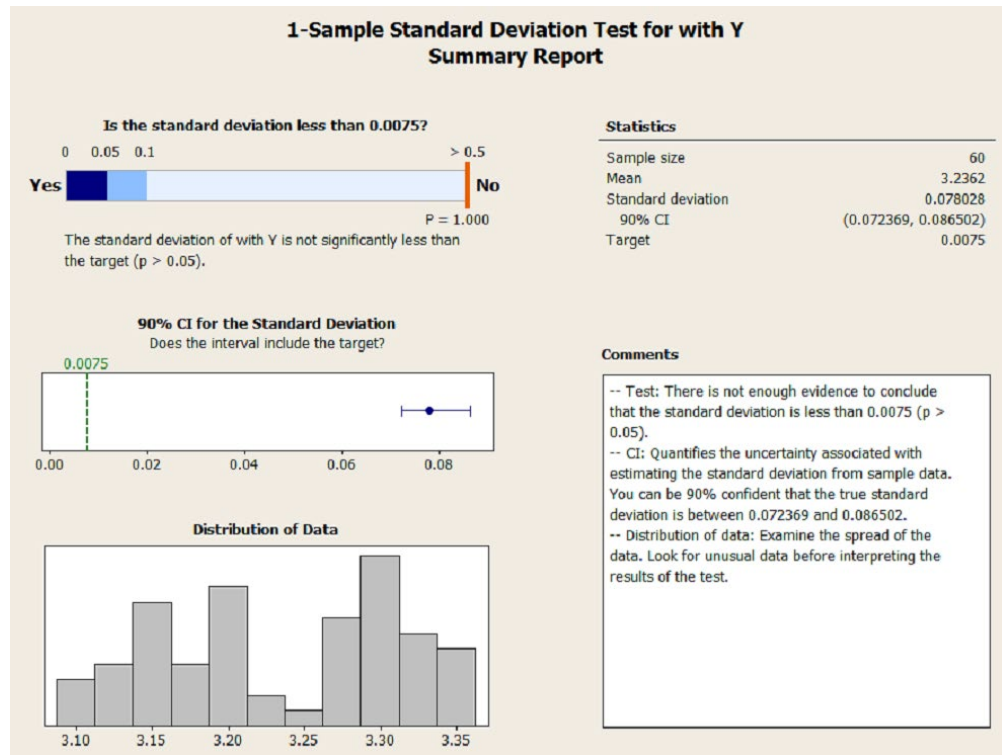 1-Sample Standard Deviation Test for with Y
Summary Report
Is the standard deviation less than 0.0075?
0 0.05 0.1 > 0.5
Yes No
P = 1.000
The standard deviation of with Y is not significantly less than
the target (p > 0.05).
Statistics
Sample size 60
Mean 3.2362
Standard deviation 0.078028
90% CI (0.072369, 0.086502)
Target 0.0075
90% CI for the Standard Deviation
Does the interval include the target?
0.0075
0.00 0.02 0.04 0.06 0.08
Distribution of Data
3.10 3.15 3.20 3.25 3.30 3.35
Comments
-- Test: There is not enough evidence to conclude
that the standard deviation is less than 0.0075 (p >
0.05).
-- CI: Quantifies the uncertainty associated with
estimating the standard deviation from sample data.
You can be 90% confident that the true standard
deviation is between 0.072369 and 0.086502.
-- Distribution of data: Examine the spread of the
data. Look for unusual data before interpreting the
results of the test.